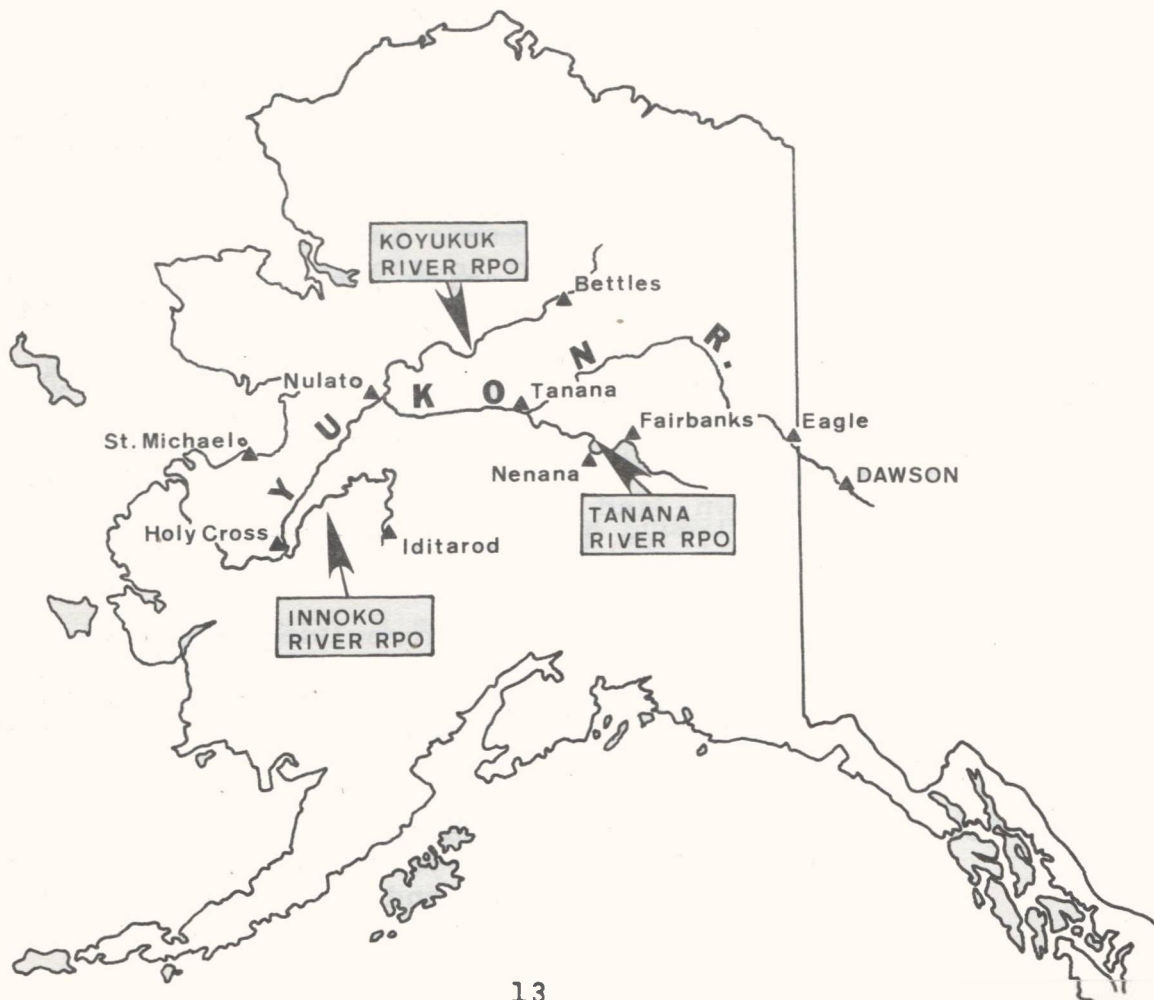 KOYUKUK
RIVER RPO
Bettles
YUKON R.
Nulato
Tanana
Fairbanks
Eagle
St. Michael
Nenana
DAWSON
TANANA
RIVER RPO
Holy Cross
Iditarod
INNOKO
RIVER RPO
13